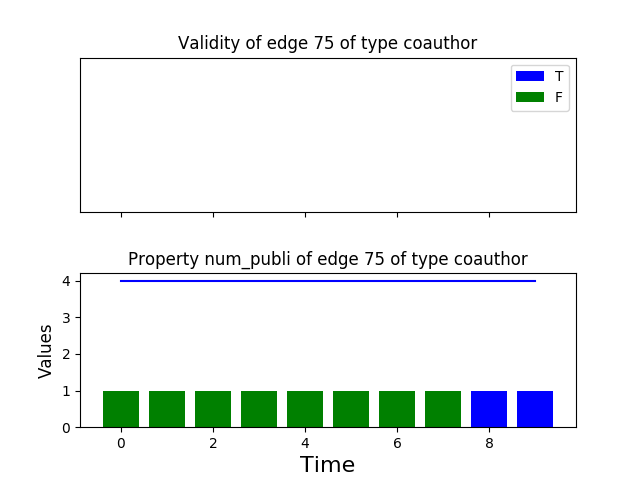 Validity of edge 75 of type coauthor
T
F
Property num_publi of edge 75 of type coauthor
4
3
2
1
0
Values
0 2 4 6 8
Time